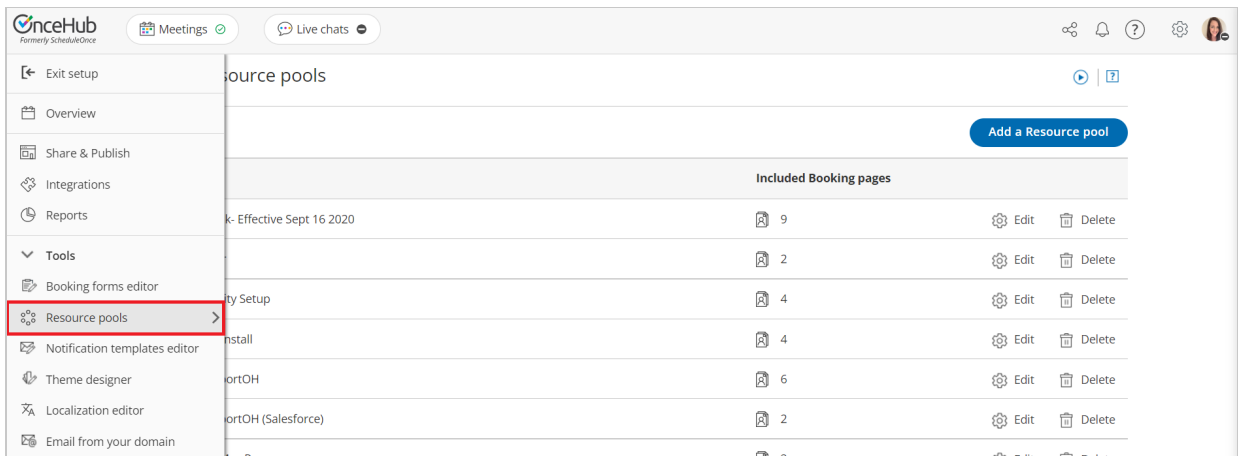 OnceHub
Formerly ScheduleOnce
Meetings
Live chats
?
Exit setup
Overview
Share & Publish
Integrations
Reports
Tools
Booking forms editor
Resource pools
Notification templates editor
Theme designer
Localization editor
Email from your domain
source pools
?
Add a Resource pool
Included Booking pages
k- Effective Sept 16 2020 9 Edit Delete
2 Edit Delete
ity Setup 4 Edit Delete
nstall 4 Edit Delete
ortOH 6 Edit Delete
ortOH (Salesforce) 2 Edit Delete